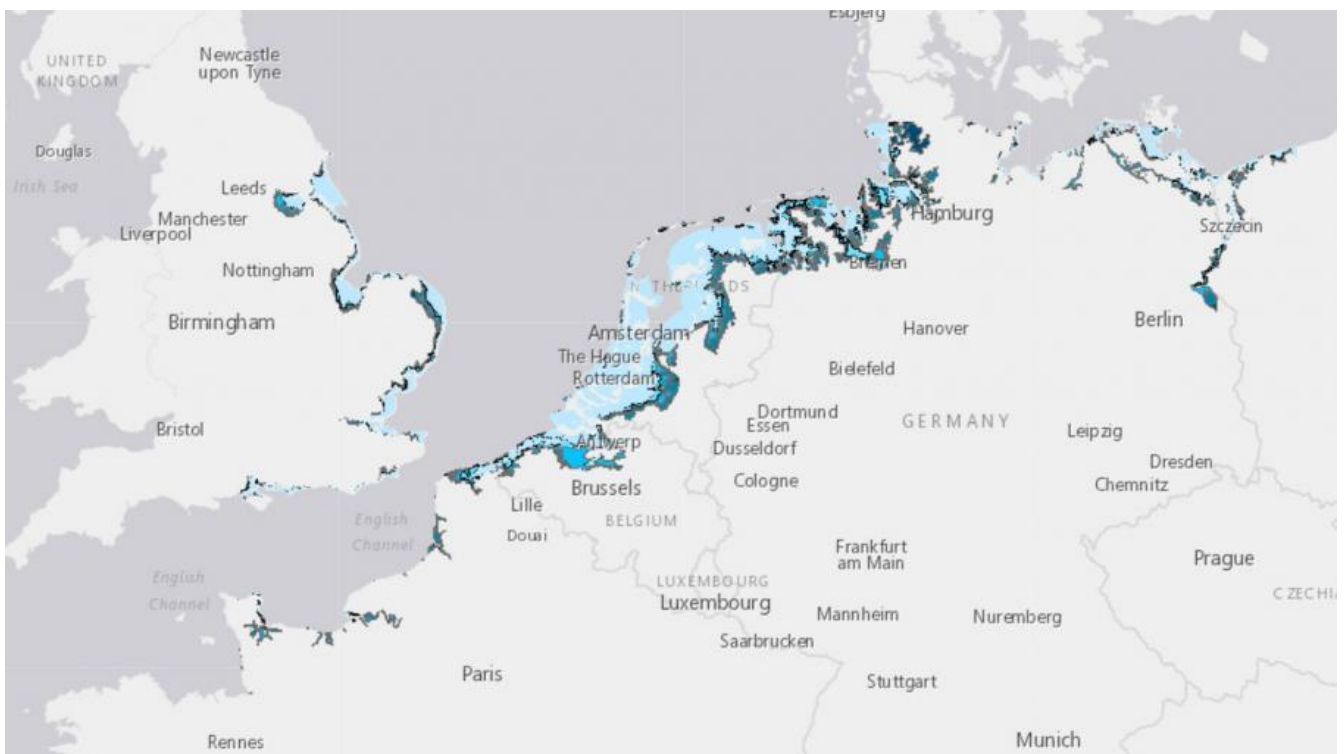 Esbjerg
UNITED
KINGDOM
Newcastle
upon Tyne
Douglas
Irish Sea
Leeds
Manchester
Liverpool
Hamburg
Szczecin
Nottingham
Bremen
NETHERLANDS
Birmingham
Amsterdam
Hanover
Berlin
The Hague
Rotterdam
Bielefeld
Bristol
Dortmund
Essen
GERMANY
Leipzig
Antwerp
Dusseldorf
Dresden
Brussels
Cologne
Chemnitz
Lille
English
Channel
BELGIUM
Douai
Frankfurt
am Main
Prague
English
Channel
LUXEMBOURG
Luxembourg
CZECHIA
Mannheim
Nuremberg
Saarbrucken
Paris
Stuttgart
Rennes
Munich